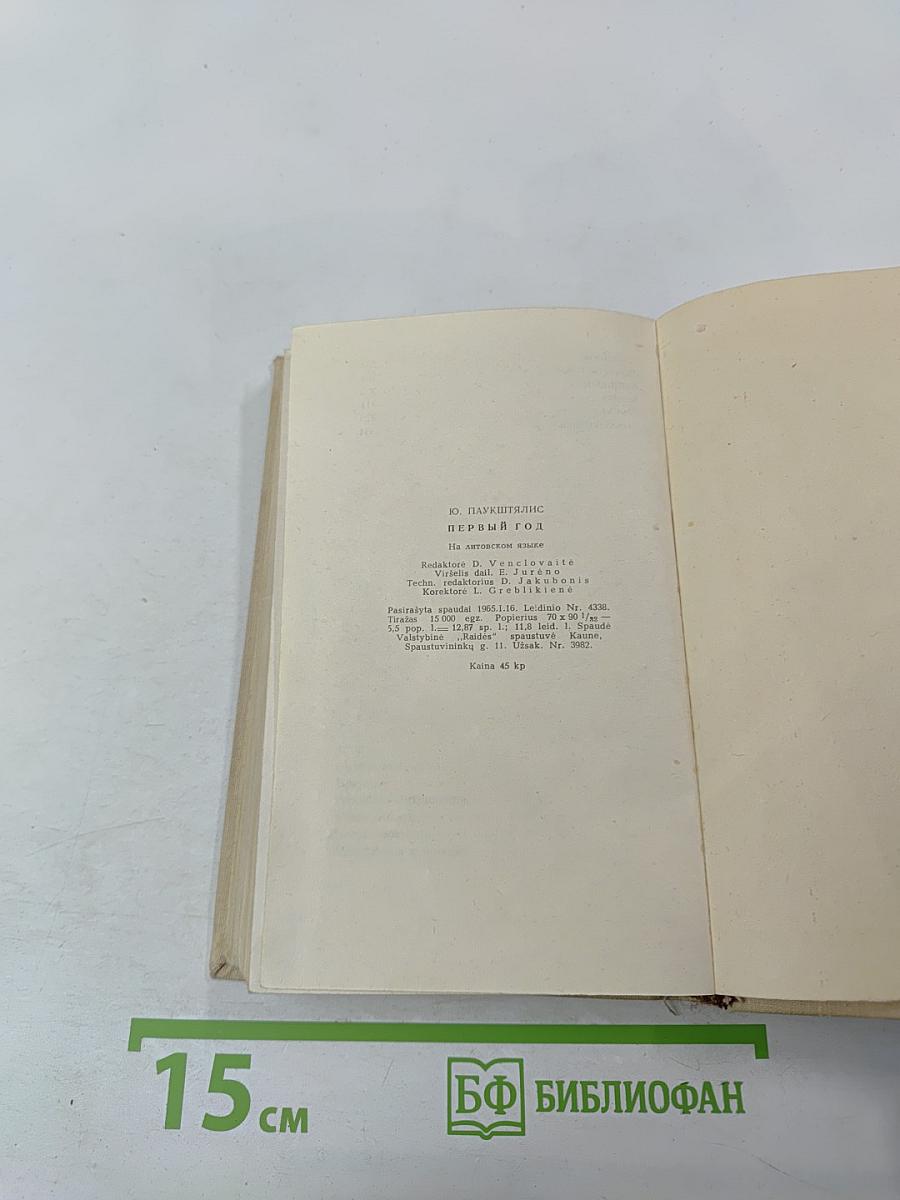 Ю. ПАУКШТЯЛИС
ПЕРВЫЙ ГОД
На литовском языке
Redaktorė D. Venclovaitė
Viršelis dail. E. Jurėno
Techn. redaktorius D. Jakubonis
Korektorė L. Greblikienė
Pasirašyta spaudai 1965.I.16. Leidinio Nr. 4338.
Tiražas 15 000 egz. Popierius 70 x 90 1/32 —
5,5 pop. l.= 12,87 sp. l.; 11,8 leid. l. Spaudė
Valstybinė „Raidės“ spaustuvė Kaune,
Spaustuvininkų g. 11. Užsak. Nr. 3982.
Kaina 45 kp
15 см
БФ БИБЛИОФАН